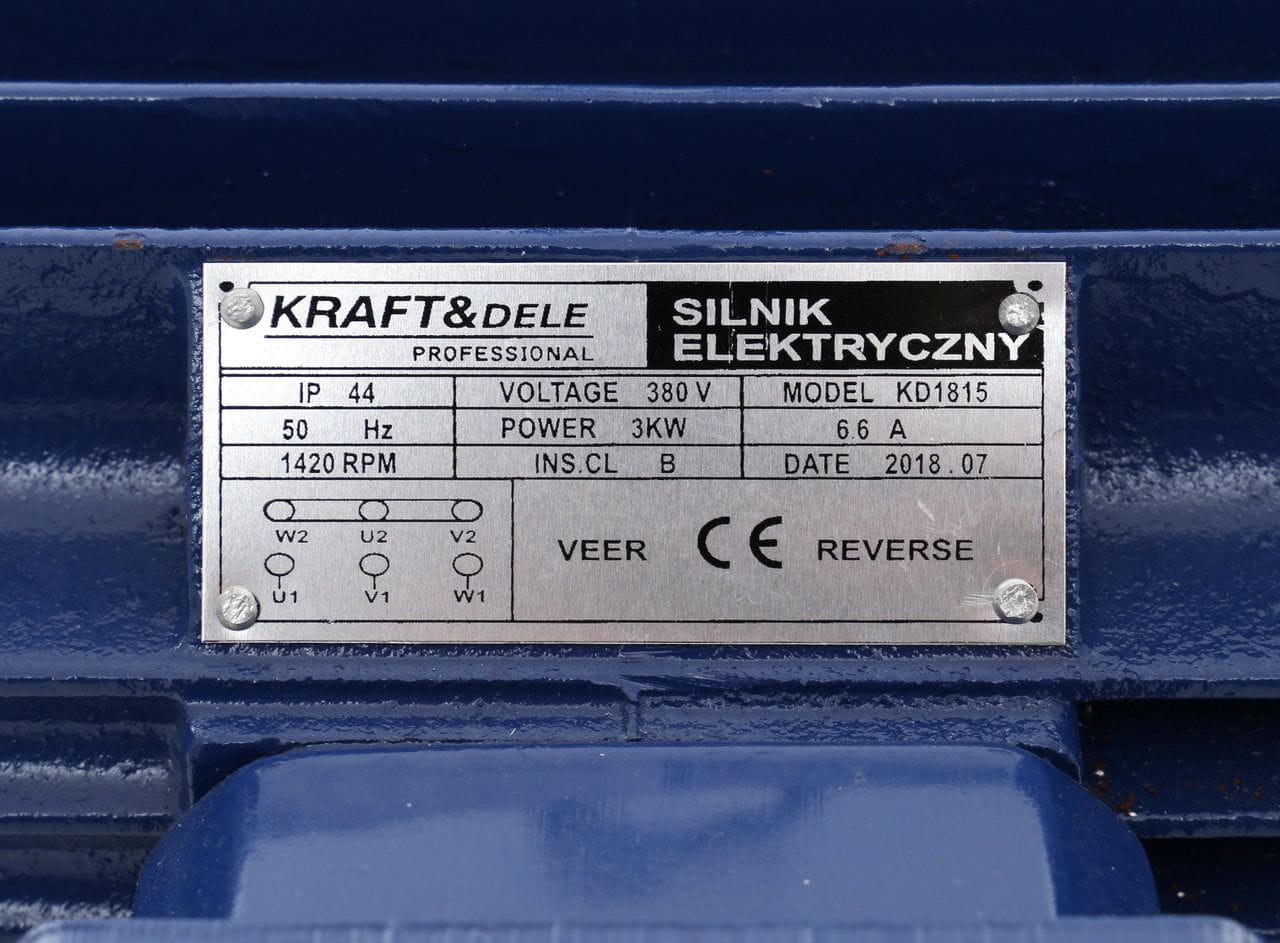 KRAFT&DELE
PROFESSIONAL
SILNIK
ELEKTRYCZNY
IP 44 VOLTAGE 380 V MODEL KD1815
50 Hz POWER 3KW 6.6 A
1420 RPM INS.CL B DATE 2018.07
W2 U2 V2
U1 V1 W1
VEER CE REVERSE